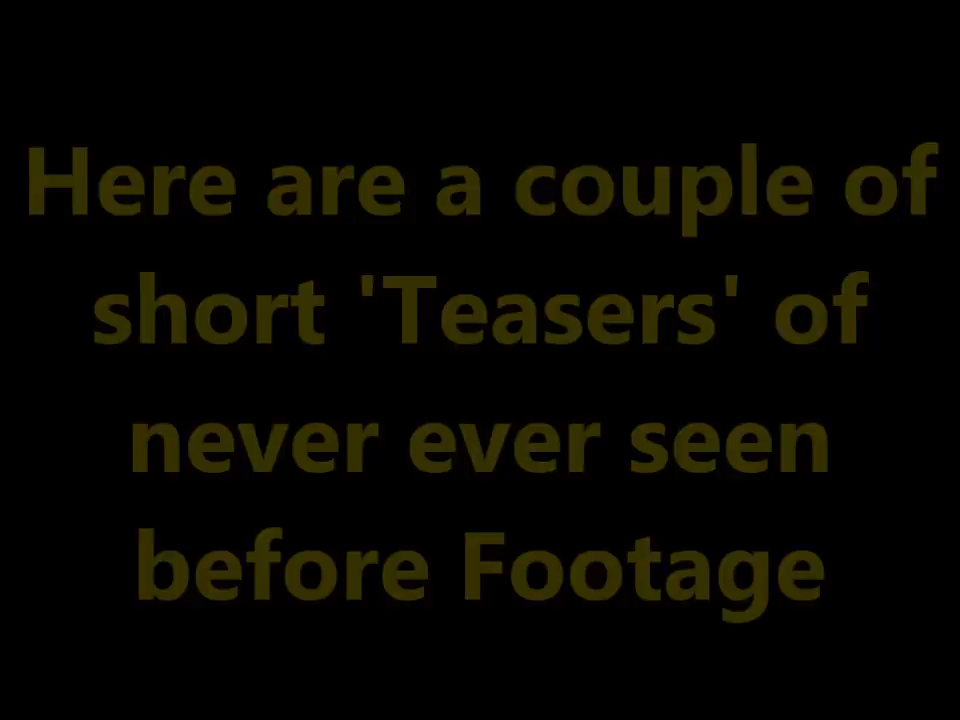 Here are a couple of
short 'Teasers' of
never ever seen
before Footage